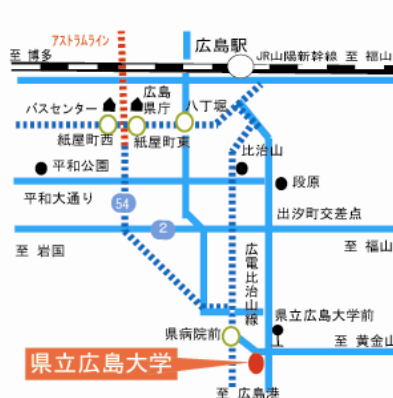 アストラムライン
広島駅
至 博多
JR山陽新幹線 至 福山
バスセンター
広島
県庁
八丁堀
紙屋町西
紙屋町東
比治山
平和公園
段原
平和大通り
54
出汐町交差点
2
至 岩国
至 福山
広電比治山線
県立広島大学前
県病院前
至 黄金山
県立広島大学
至 広島港